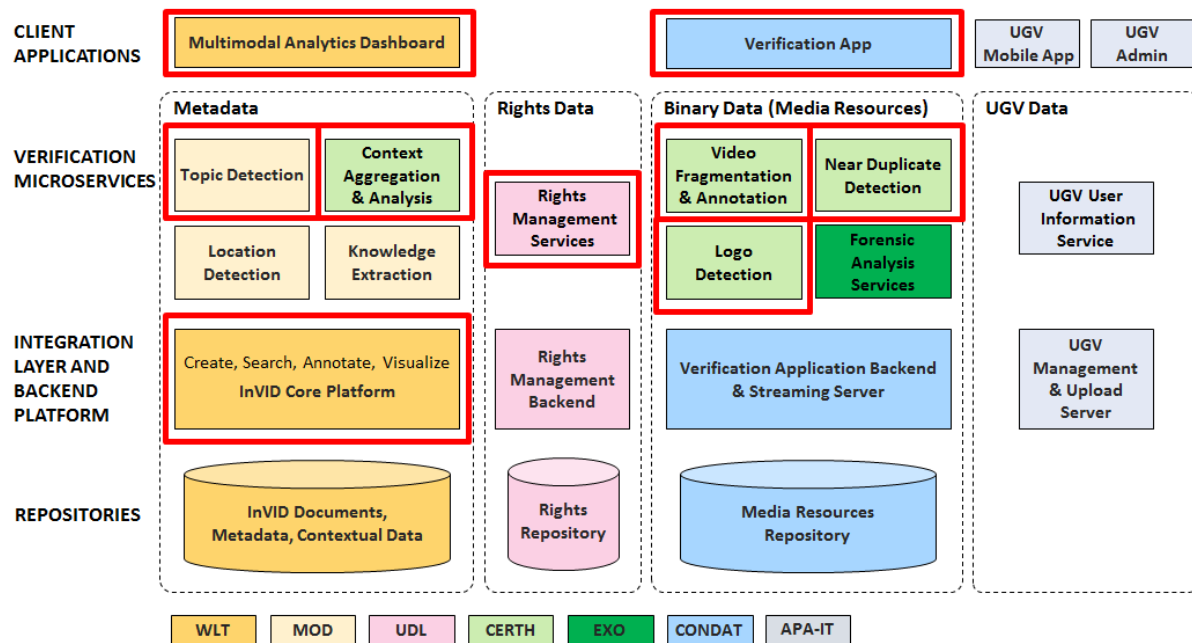 CLIENT
APPLICATIONS
Multimodal Analytics Dashboard
Verification App
UGV
Mobile App
UGV
Admin
Metadata
Rights Data
Binary Data (Media Resources)
UGV Data
VERIFICATION
MICROSERVICES
Topic Detection
Context
Aggregation
& Analysis
Location
Detection
Knowledge
Extraction
Rights
Management
Services
Video
Fragmentation
& Annotation
Near Duplicate
Detection
Logo
Detection
Forensic
Analysis
Services
UGV User
Information
Service
INTEGRATION
LAYER AND
BACKEND
PLATFORM
Create, Search, Annotate, Visualize
InVID Core Platform
Rights
Management
Backend
Verification Application Backend
& Streaming Server
UGV
Management
& Upload
Server
REPOSITORIES
InVID Documents,
Metadata, Contextual Data
Rights
Repository
Media Resources
Repository
WLT
MOD
UDL
CERTH
EXO
CONDAT
APA-IT